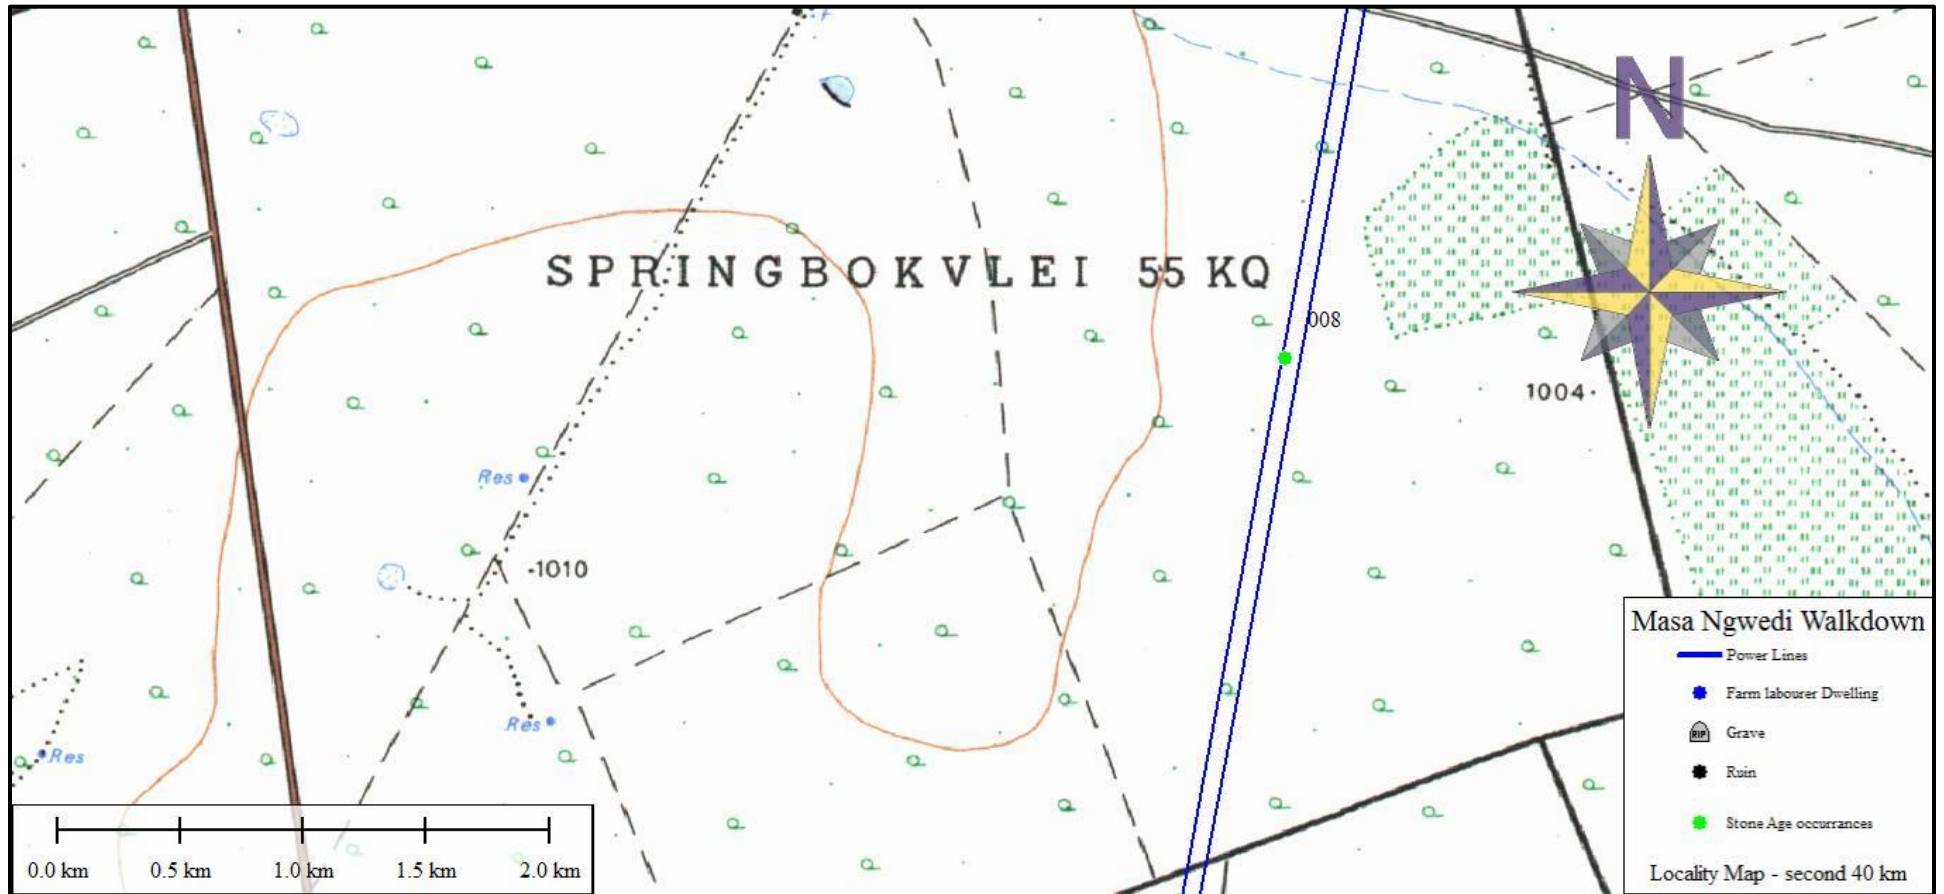 N
SPRINGBOKVLEI 55 KQ
008
1004
Res
1010
Res
Res
Masa Ngwedi Walkdown
Power Lines
Farm labourer Dwelling
RIP Grave
Ruin
Stone Age occurrances
Locality Map - second 40 km
0.0 km 0.5 km 1.0 km 1.5 km 2.0 km